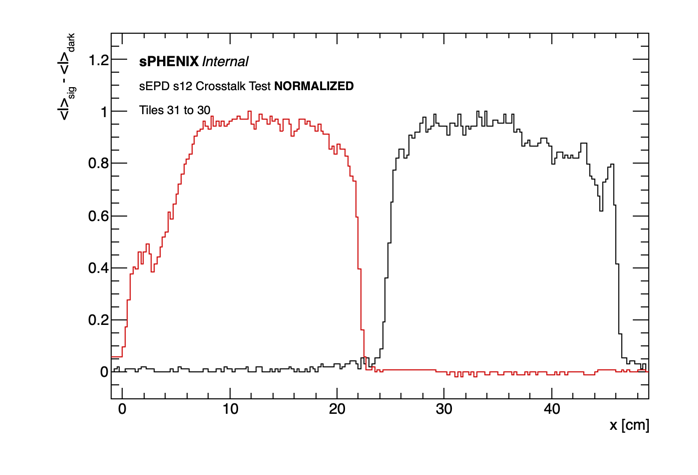 <I>sig - <I>dark
sPHENIX Internal
sEPD s12 Crosstalk Test NORMALIZED
Tiles 31 to 30
1.2
1
0.8
0.6
0.4
0.2
0
0 10 20 30 40
x [cm]